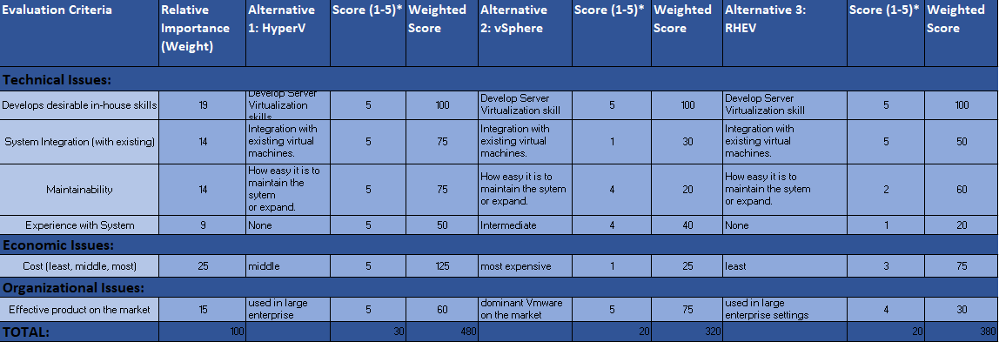 Evaluation Criteria Relative Importance (Weight) Alternative 1: HyperV Score (1-5)* Weighted Score Alternative 2: vSphere Score (1-5)* Weighted Score Alternative 3: RHEV Score (1-5)* Weighted Score
Technical Issues:
Develops desirable in-house skills 19 Develop Server Virtualization skills 5 100 Develop Server Virtualization skill 5 100 Develop Server Virtualization skill 5 100
System Integration (with existing) 14 Integration with existing virtual machines. 5 75 Integration with existing virtual machines. 1 30 Integration with existing virtual machines. 5 50
Maintainability 14 How easy it is to maintain the sytem or expand. 5 75 How easy it is to maintain the sytem or expand. 4 20 How easy it is to maintain the sytem or expand. 2 60
Experience with System 9 None 5 50 Intermediate 4 40 None 1 20
Economic Issues:
Cost (least, middle, most) 25 middle 5 125 most expensive 1 25 least 3 75
Organizational Issues:
Effective product on the market 15 used in large enterprise 5 60 dominant Vmware on the market 5 75 used in large enterprise settings 4 30
TOTAL: 100 30 480 20 320 20 380